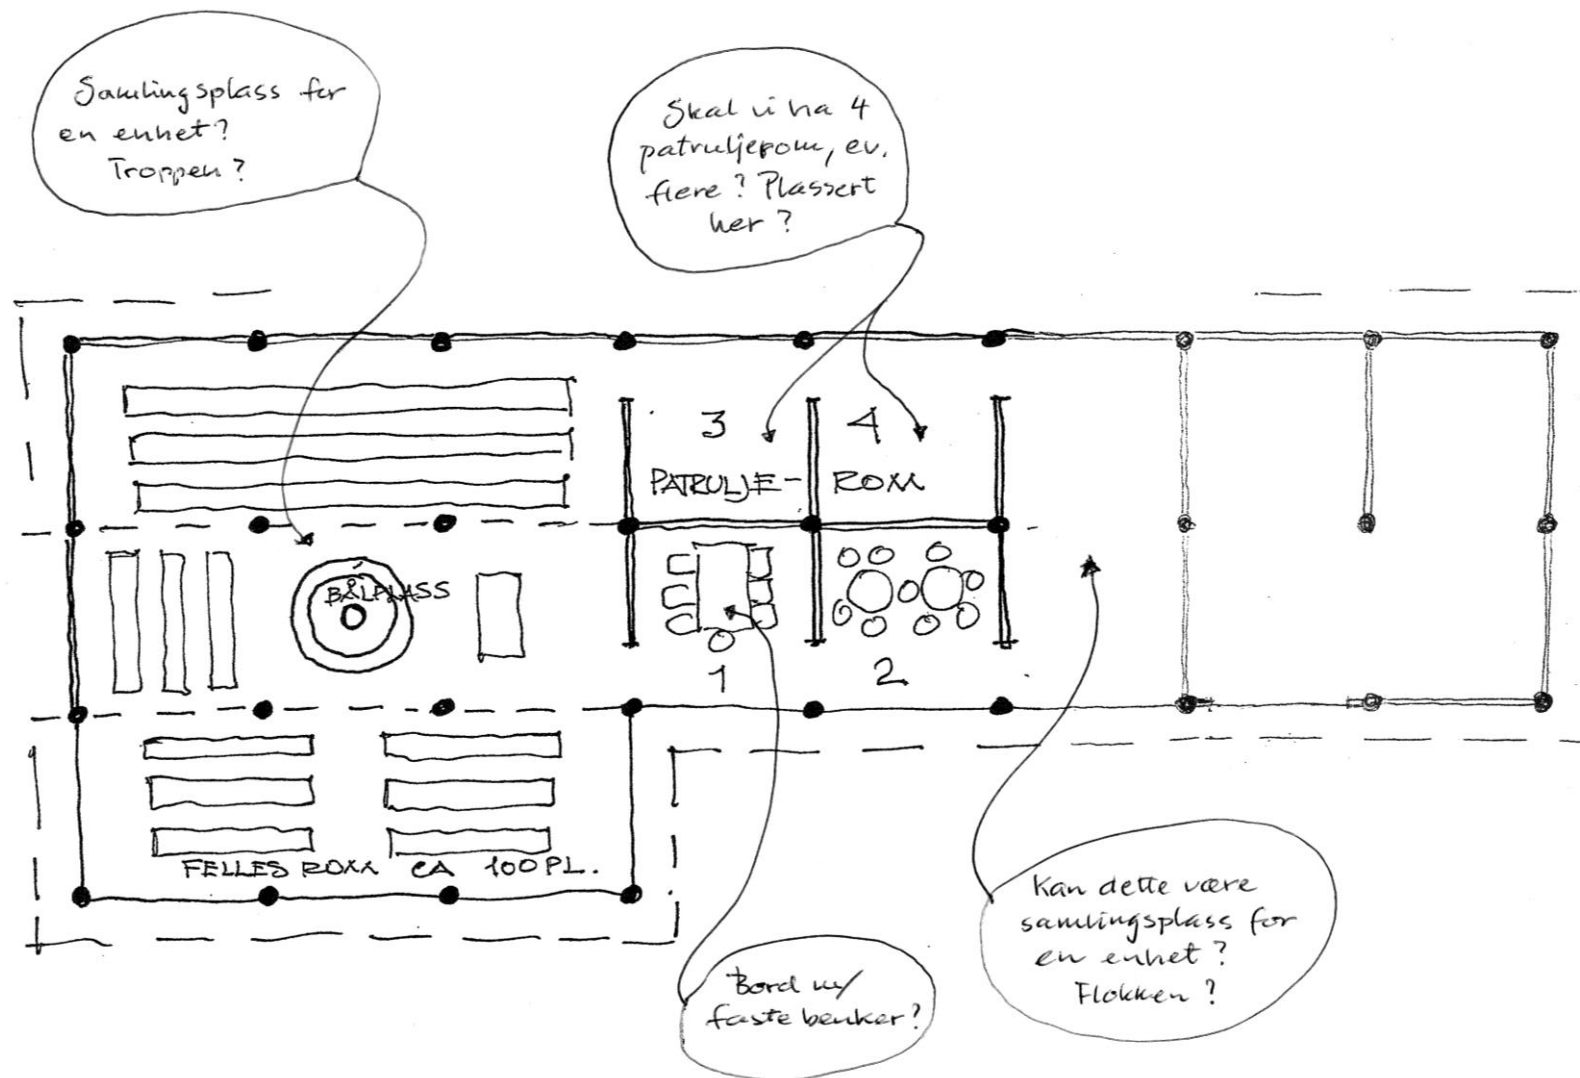 Samlingsplass for
en enhet?
Troppen?
Skal vi ha 4
patruljerom, ev.
flere? Plassert
her?
3
4
PATRULJE-
ROM
BÅLPLASS
1
2
FELLES ROM CA 100 PL.
Bord m/
faste benker?
Kan dette være
samlingsplass for
en enhet?
Flokken?